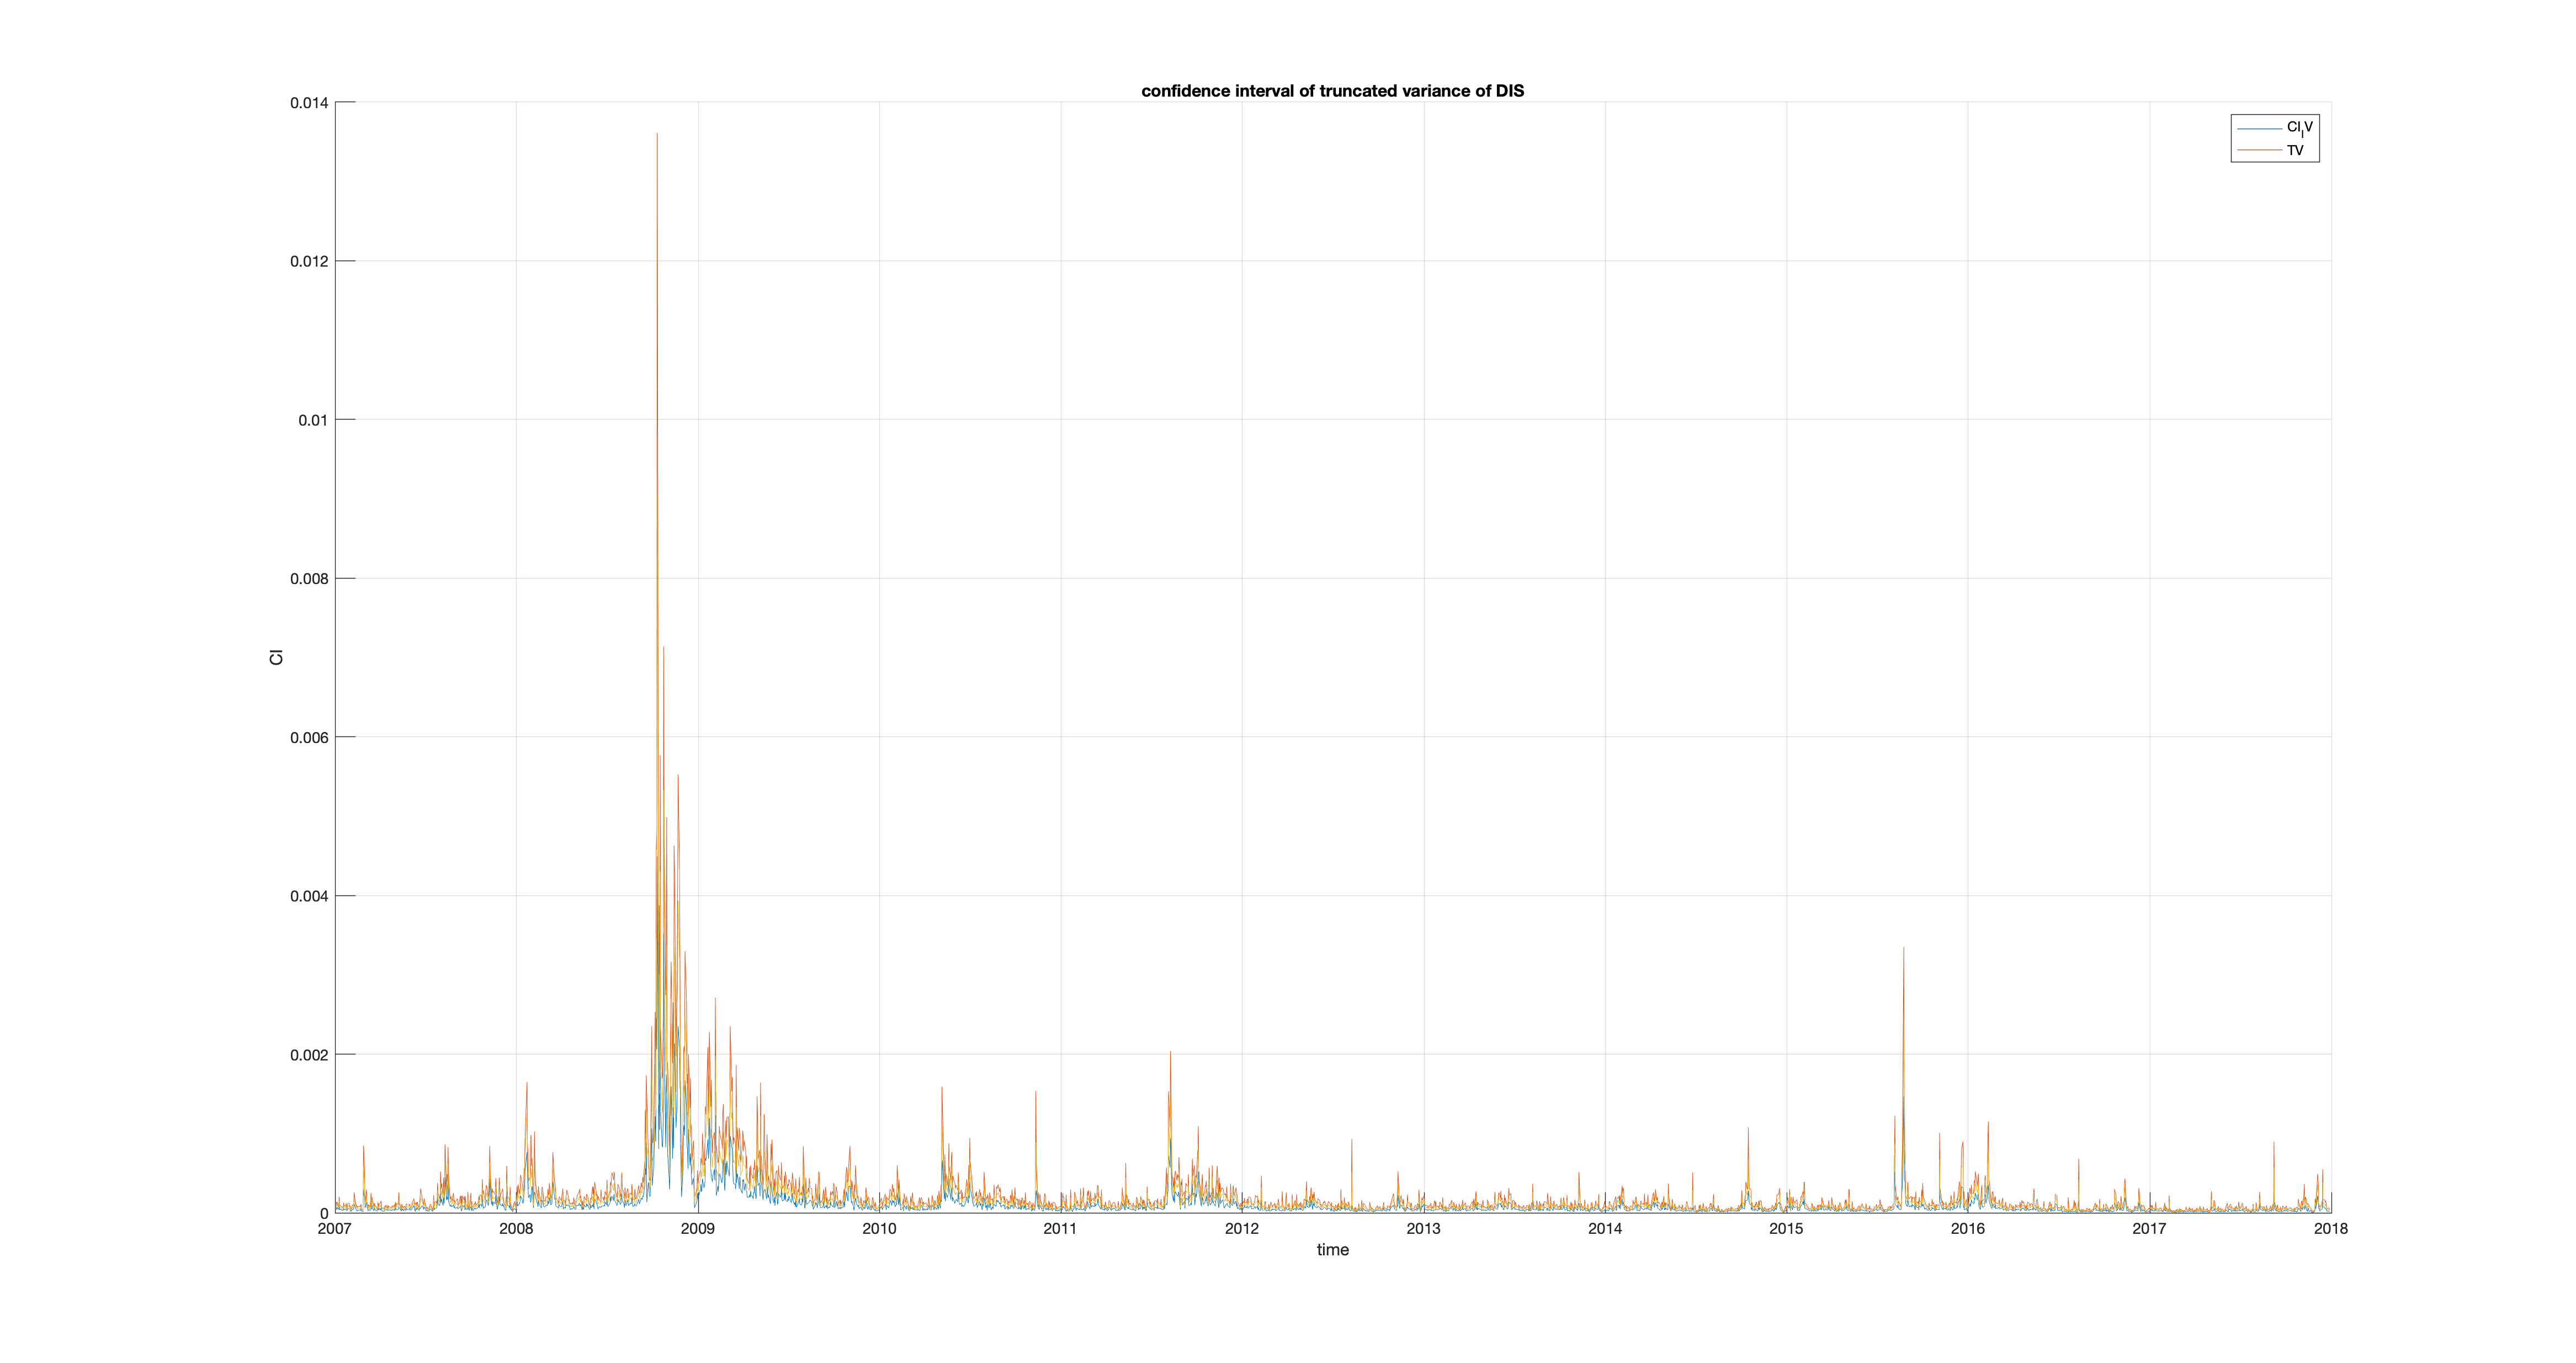 confidence interval of truncated variance of DIS
CI_IV
TV
0.014
0.012
0.01
0.008
0.006
0.004
0.002
0
CI
2007 2008 2009 2010 2011 2012 2013 2014 2015 2016 2017 2018
time